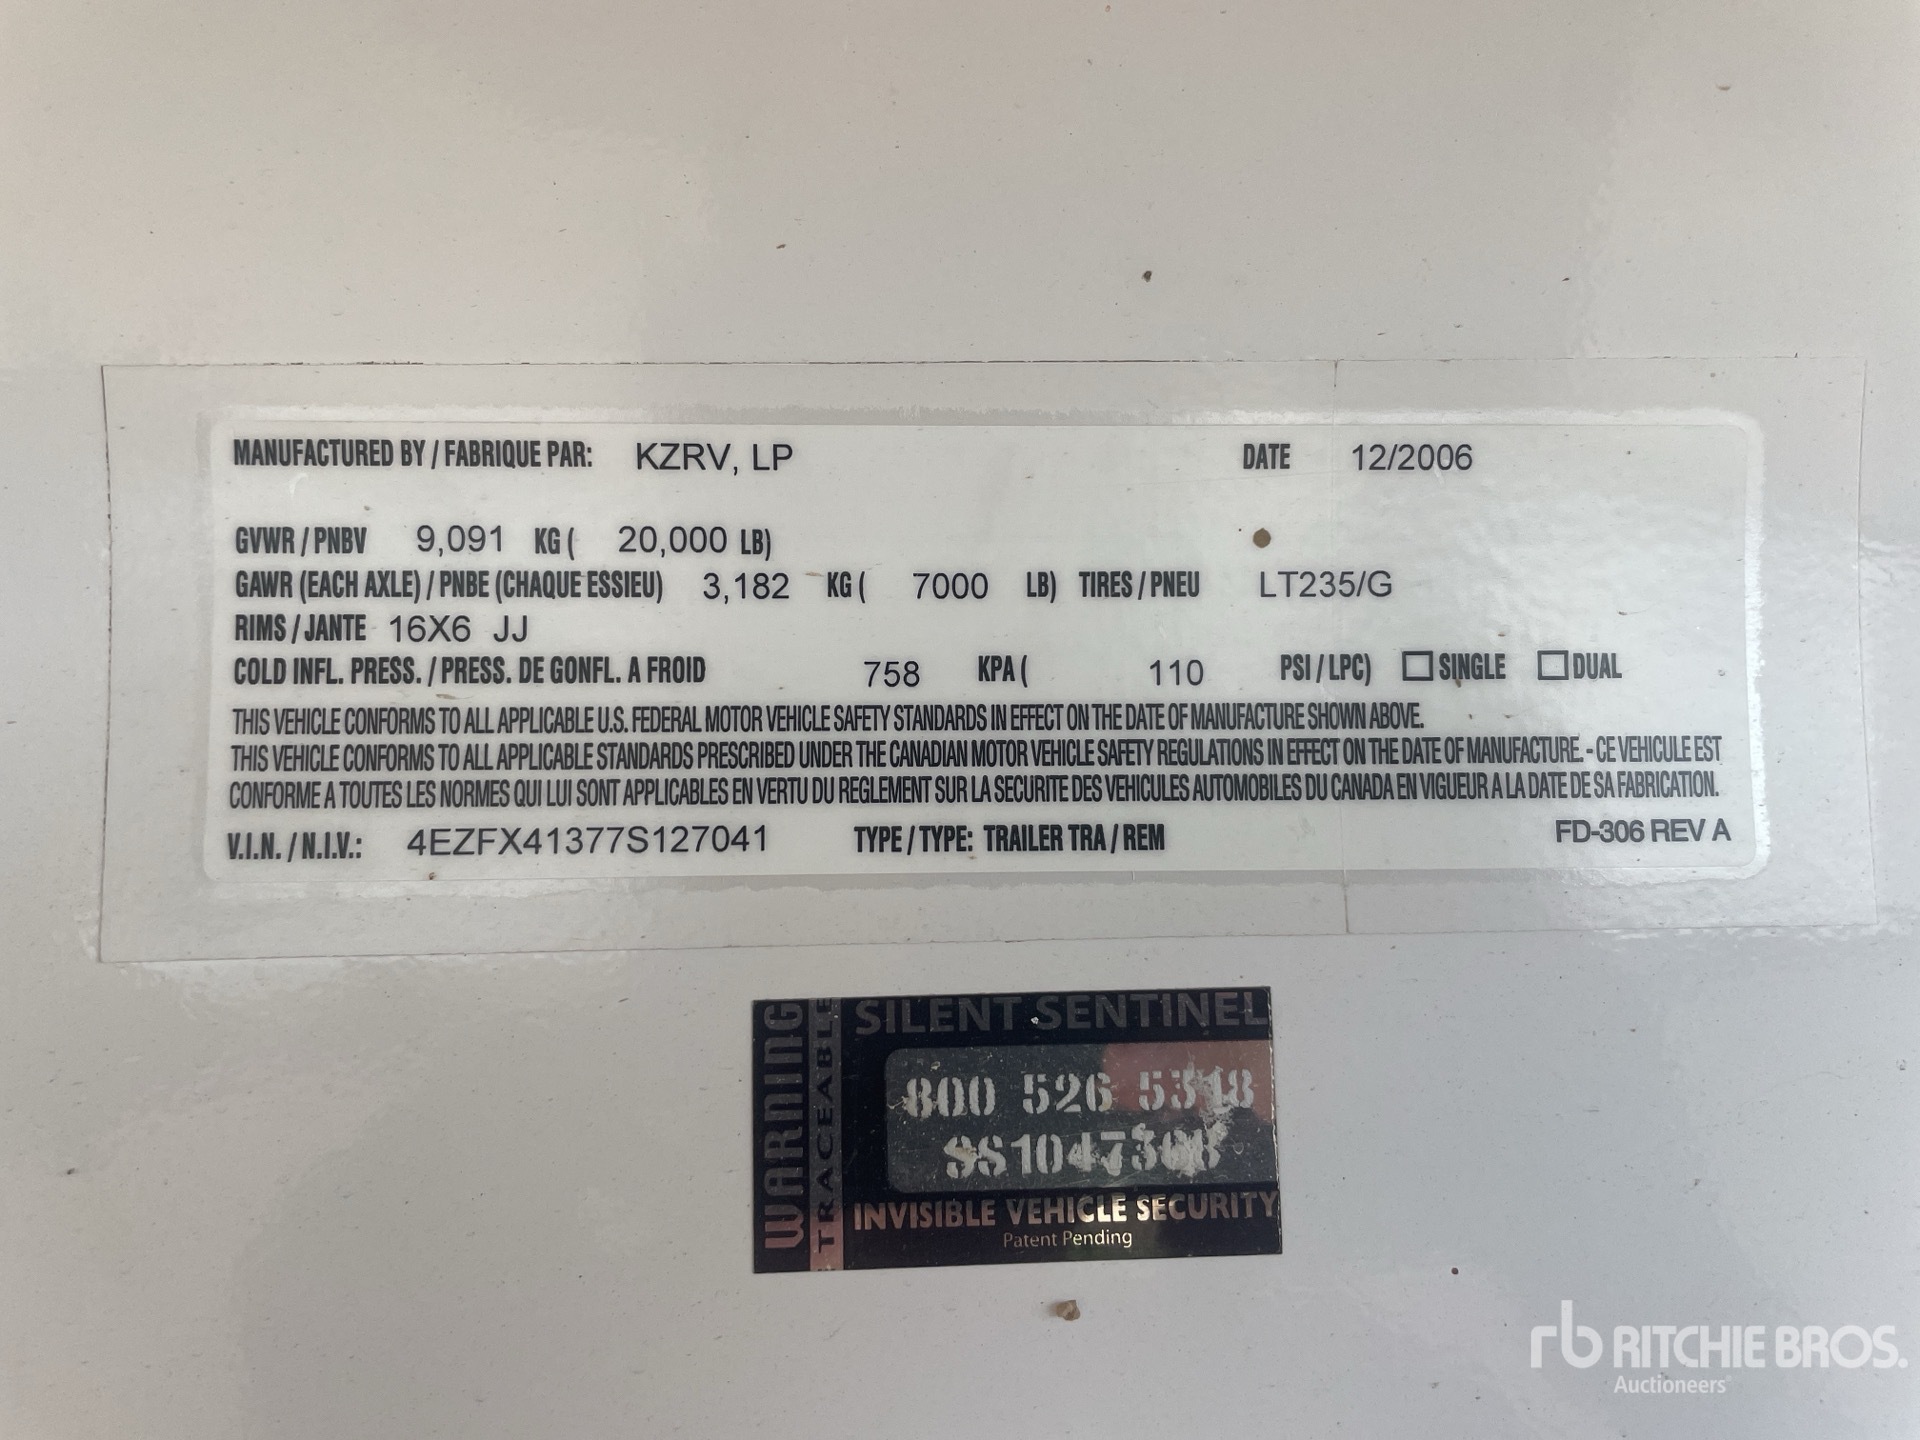 MANUFACTURED BY / FABRIQUE PAR: KZRV, LP DATE 12/2006
GVWR / PNBV 9,091 KG ( 20,000 LB)
GAWR (EACH AXLE) / PNBE (CHAQUE ESSIEU) 3,182 KG ( 7000 LB) TIRES / PNEU LT235/G
RIMS / JANTE 16X6 JJ
COLD INFL. PRESS. / PRESS. DE GONFL. A FROID 758 KPA ( 110 PSI / LPC) ☐ SINGLE ☐ DUAL
THIS VEHICLE CONFORMS TO ALL APPLICABLE U.S. FEDERAL MOTOR VEHICLE SAFETY STANDARDS IN EFFECT ON THE DATE OF MANUFACTURE SHOWN ABOVE.
THIS VEHICLE CONFORMS TO ALL APPLICABLE STANDARDS PRESCRIBED UNDER THE CANADIAN MOTOR VEHICLE SAFETY REGULATIONS IN EFFECT ON THE DATE OF MANUFACTURE. - CE VEHICULE EST
CONFORME A TOUTES LES NORMES QUI LUI SONT APPLICABLES EN VERTU DU REGLEMENT SUR LA SECURITE DES VEHICULES AUTOMOBILES DU CANADA EN VIGUEUR A LA DATE DE SA FABRICATION.
V.I.N. / N.I.V.: 4EZFX41377S127041 TYPE / TYPE: TRAILER TRA / REM FD-306 REV A
WARNING
TRACEABLE
SILENT SENTINEL
800 526
INVISIBLE VEHICLE SECURITY
Patent Pending
rb RITCHIE BROS.
Auctioneers